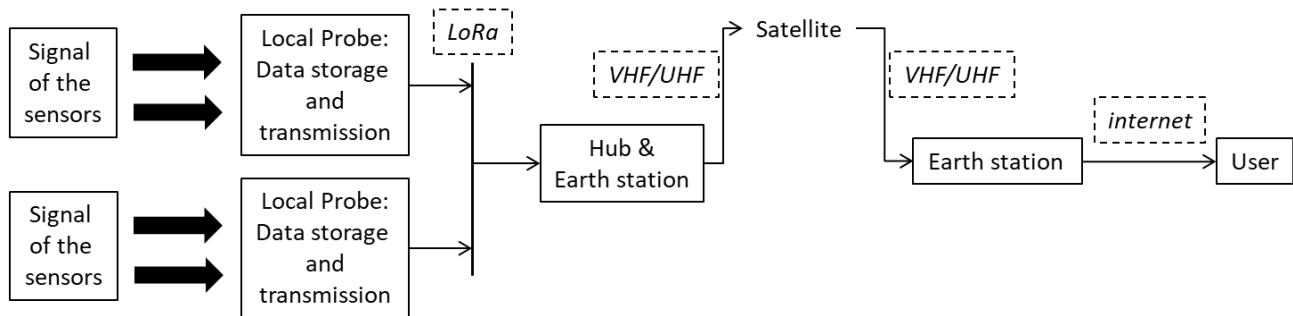 Signal
of the
sensors
Local Probe:
Data storage
and
transmission
LoRa
Signal
of the
sensors
Local Probe:
Data storage
and
transmission
Hub &
Earth station
VHF/UHF
Satellite
VHF/UHF
Earth station
internet
User